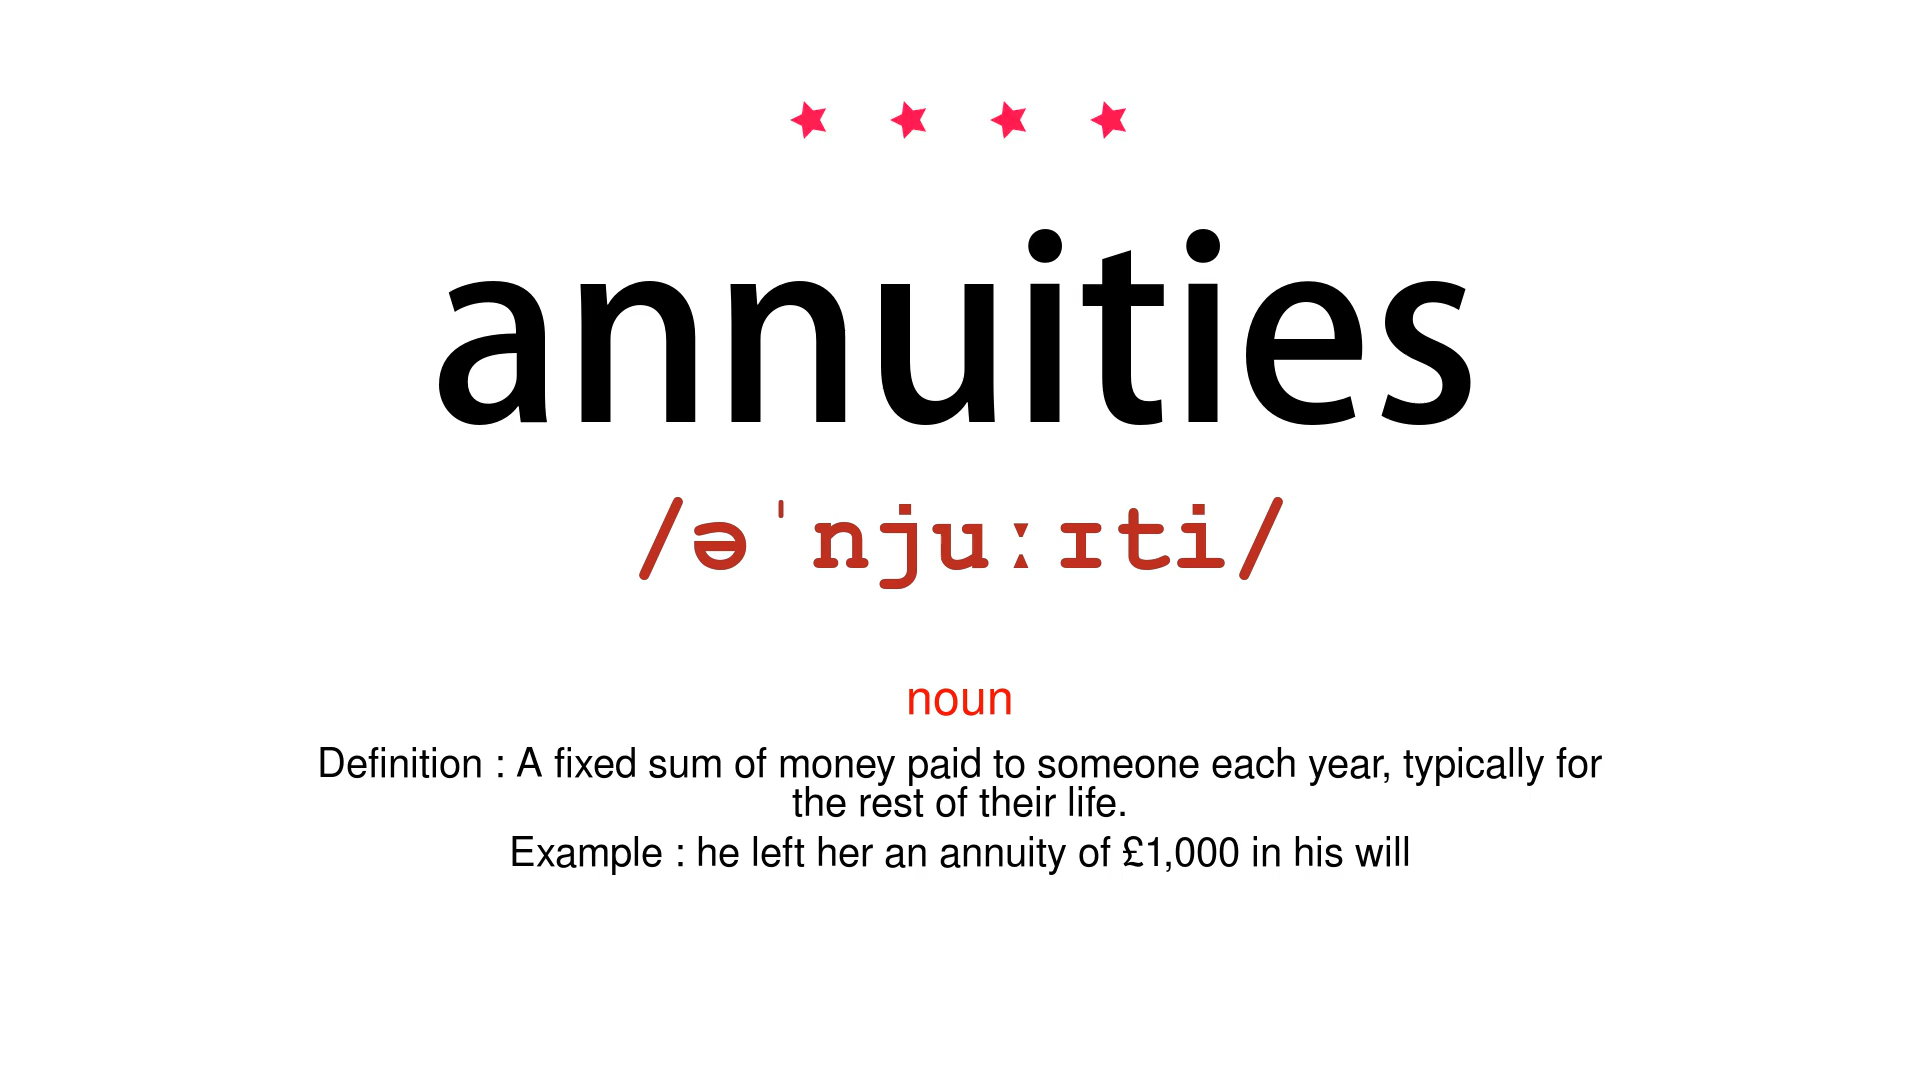 annuities
/əˈnjuːɪti/
noun
Definition : A fixed sum of money paid to someone each year, typically for
the rest of their life.
Example : he left her an annuity of £1,000 in his will